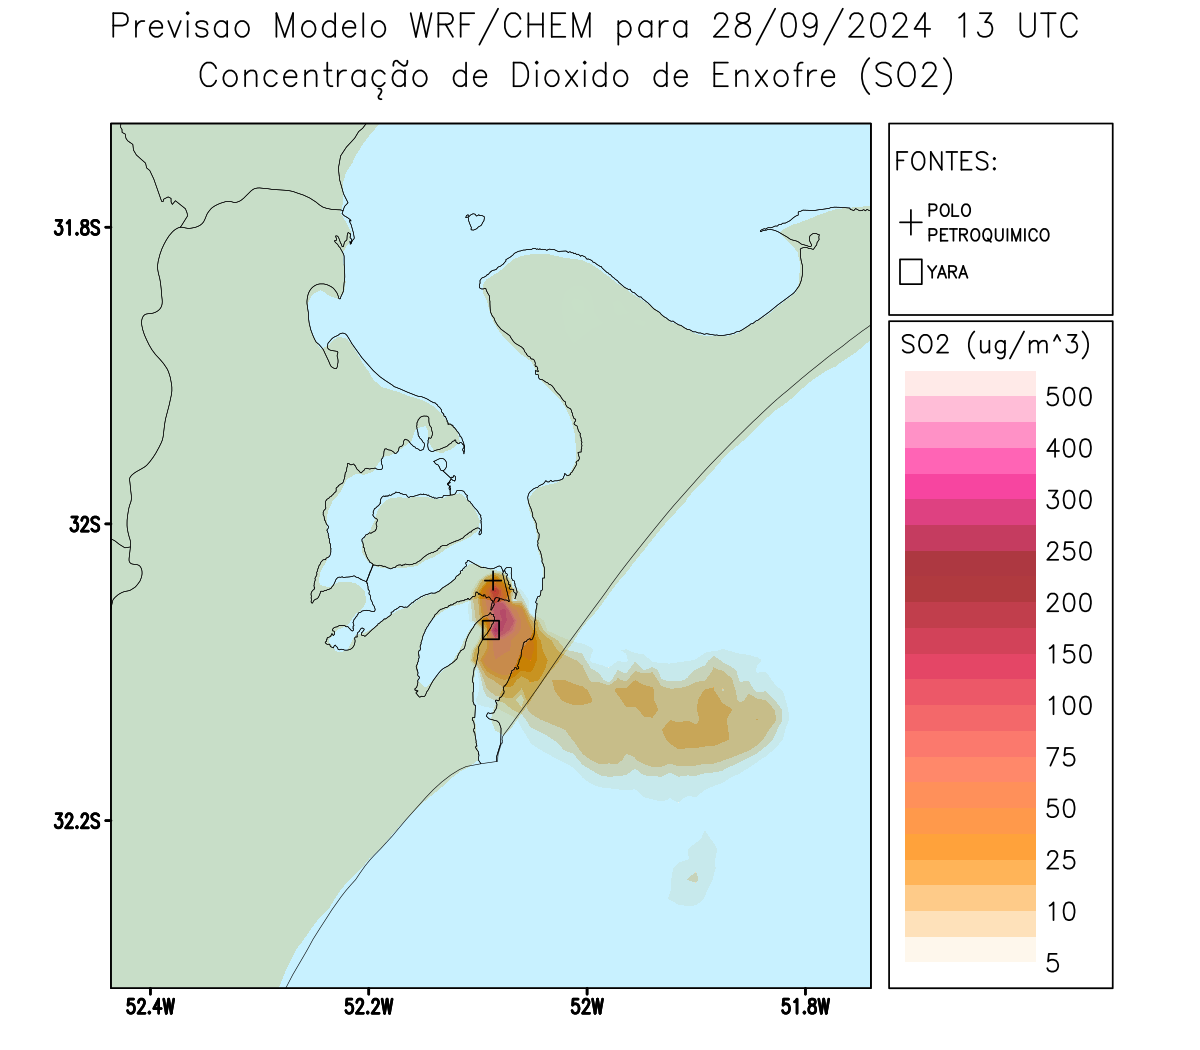 Previsao Modelo WRF/CHEM para 28/09/2024 13 UTC
Concentração de Dioxido de Enxofre (SO2)
FONTES:
POLO
PETROQUIMICO
YARA
SO2 (ug/m^3)
500
400
300
250
200
150
100
75
50
25
10
5
31.8S
32S
32.2S
52.4W
52.2W
52W
51.8W